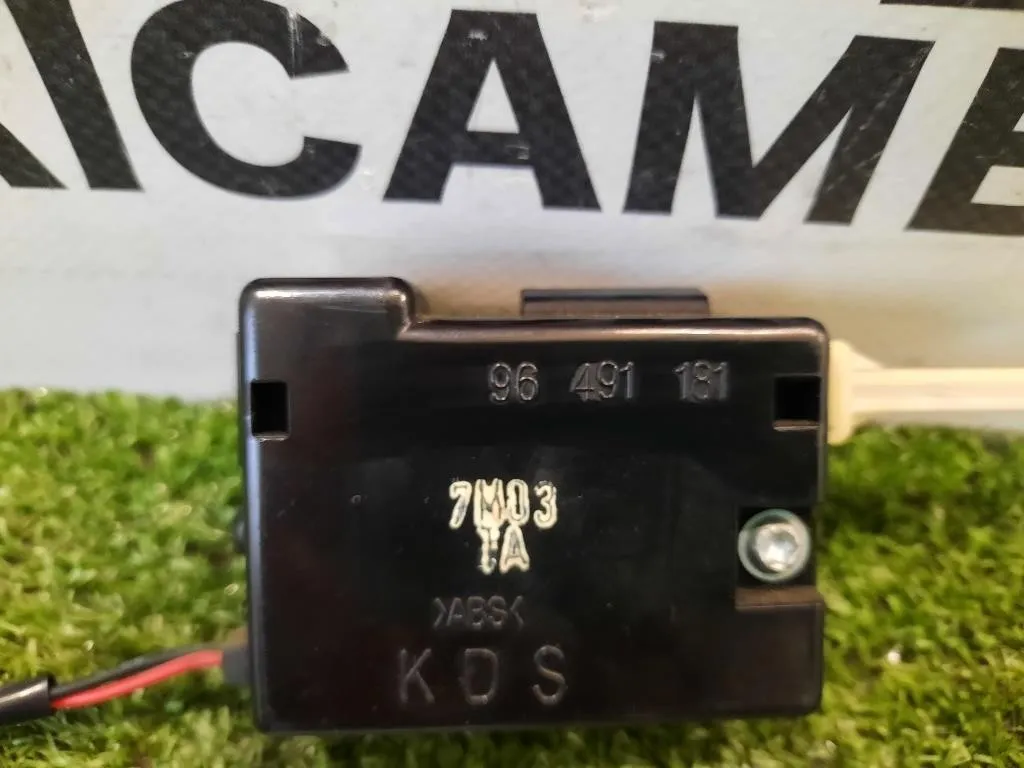 ICAME
96 491 181
7M03
1A
>ABS<
KDS